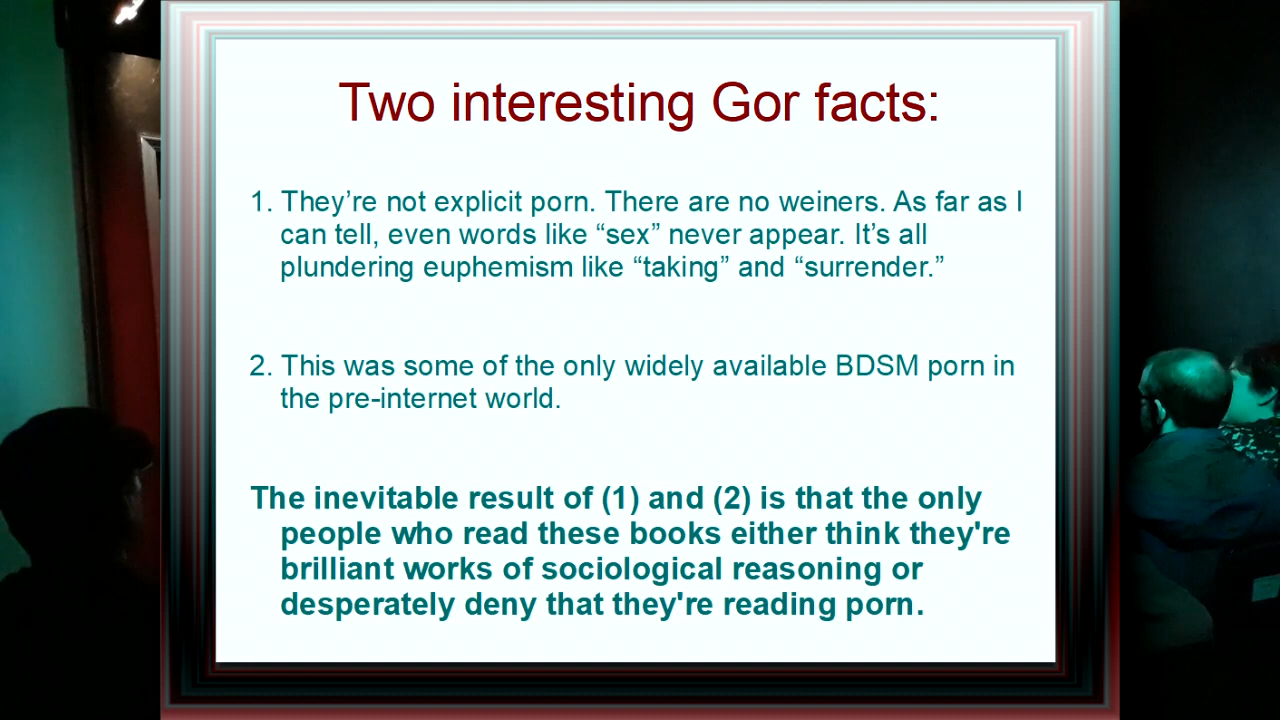 Two interesting Gor facts:
1. They’re not explicit porn. There are no weiners. As far as I
can tell, even words like “sex” never appear. It’s all
plundering euphemism like “taking” and “surrender.”
2. This was some of the only widely available BDSM porn in
the pre-internet world.
The inevitable result of (1) and (2) is that the only
people who read these books either think they're
brilliant works of sociological reasoning or
desperately deny that they're reading porn.